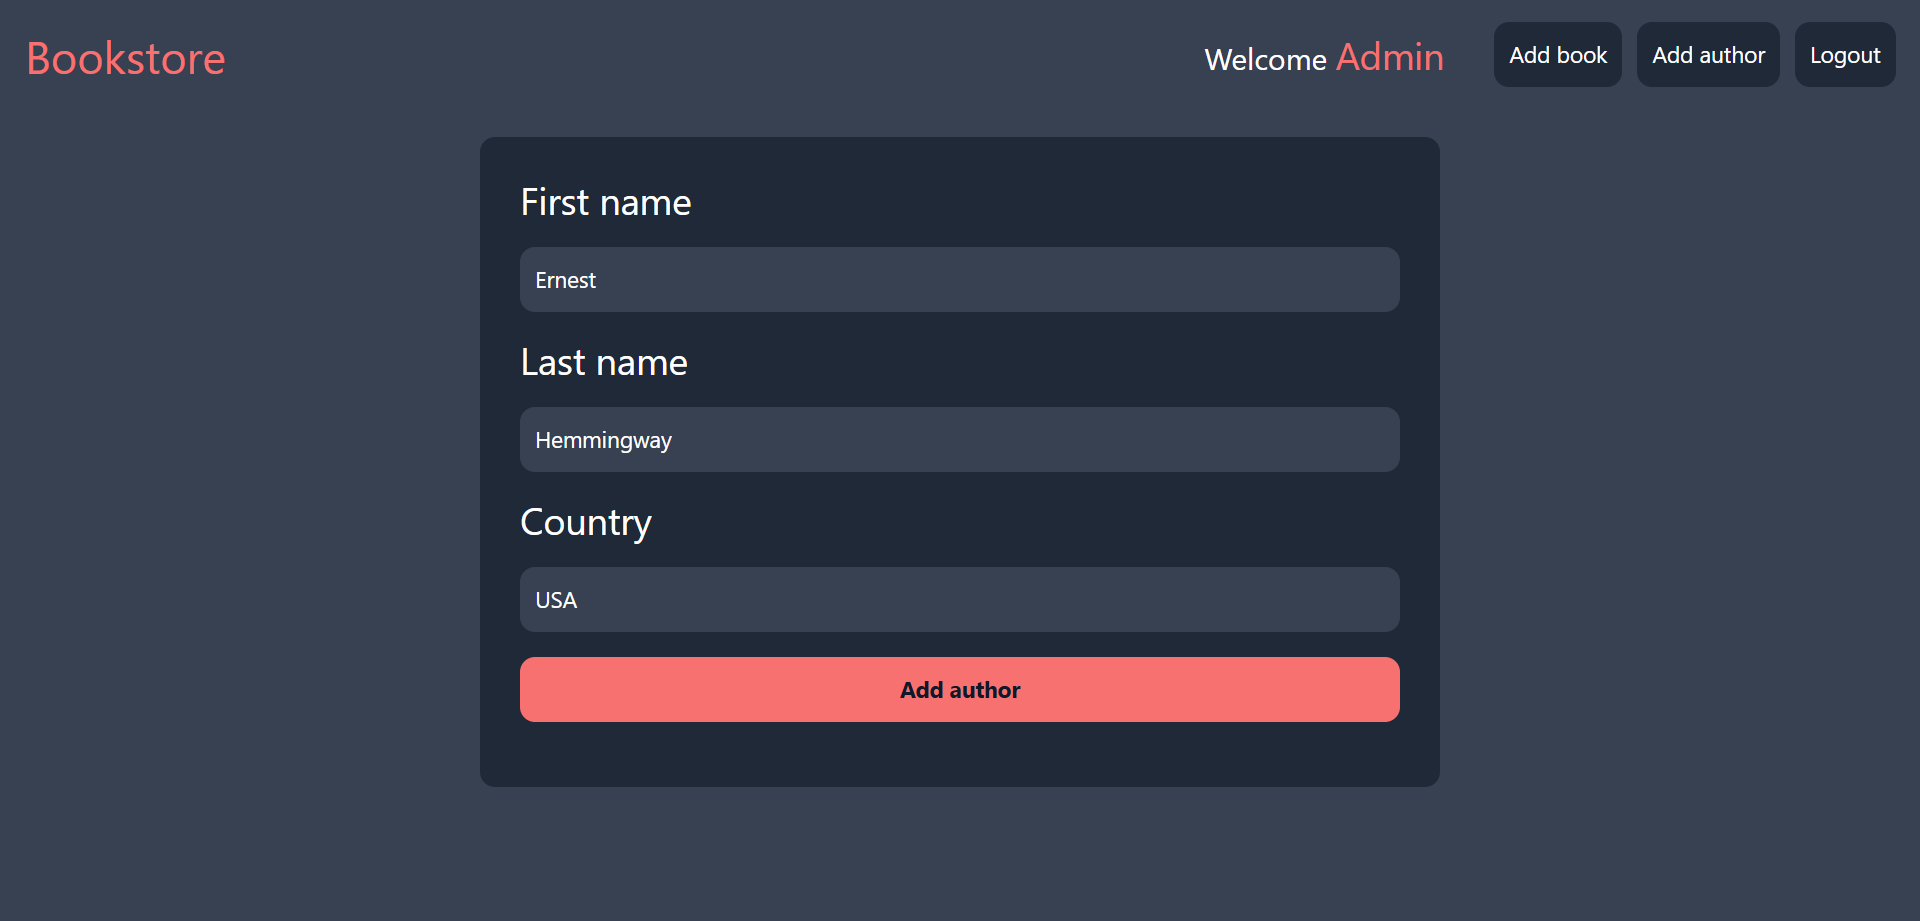 Bookstore
Welcome Admin
Add book
Add author
Logout
First name
Ernest
Last name
Hemmingway
Country
USA
Add author